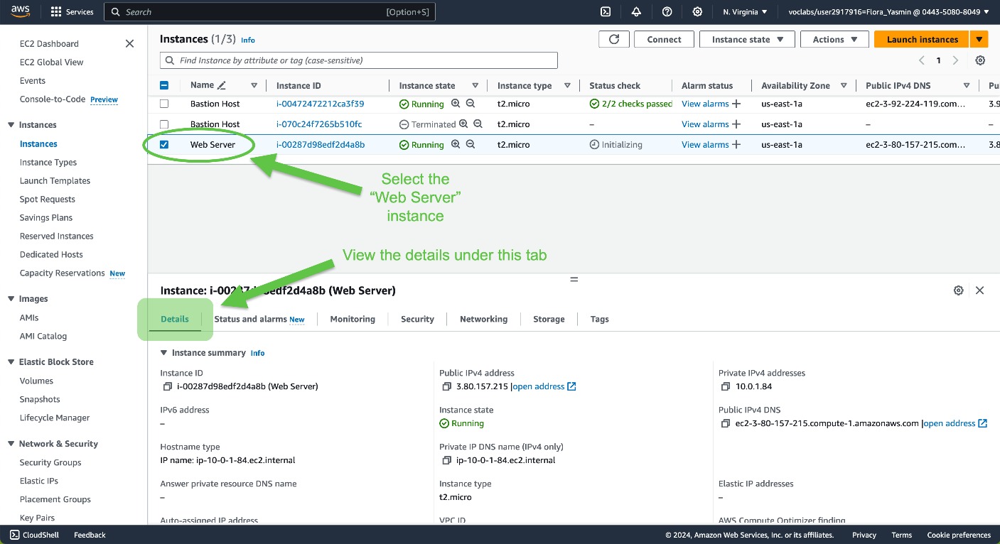 aws
Services
Search
[Option+S]
N. Virginia
voclabs/user2917916=Flora_Yasmin @ 0443-5080-8049
EC2 Dashboard
EC2 Global View
Events
Console-to-Code Preview
Instances
Instances
Instance Types
Launch Templates
Spot Requests
Savings Plans
Reserved Instances
Dedicated Hosts
Capacity Reservations New
Images
AMIs
AMI Catalog
Elastic Block Store
Volumes
Snapshots
Lifecycle Manager
Network & Security
Security Groups
Elastic IPs
Placement Groups
Key Pairs
Instances (1/3) Info
Connect
Instance state
Actions
Launch instances
Find Instance by attribute or tag (case-sensitive)
1
Name Instance ID Instance state Instance type Status check Alarm status Availability Zone Public IPv4 DNS Pu
Bastion Host i-00472472212ca3f39 Running t2.micro 2/2 checks passed View alarms + us-east-1a ec2-3-92-224-119.com... 3.9
Bastion Host i-070c24f7265b510fc Terminated t2.micro – View alarms + us-east-1a – –
Web Server i-00287d98edf2d4a8b Running t2.micro Initializing View alarms + us-east-1a ec2-3-80-157-215.com... 3.8
Select the
“Web Server”
instance
View the details under this tab
Instance: i-00287d98edf2d4a8b (Web Server)
Details
Status and alarms New
Monitoring
Security
Networking
Storage
Tags
Instance summary Info
Instance ID
i-00287d98edf2d4a8b (Web Server)
Public IPv4 address
3.80.157.215 |open address
Private IPv4 addresses
10.0.1.84
IPv6 address
–
Instance state
Running
Public IPv4 DNS
ec2-3-80-157-215.compute-1.amazonaws.com |open address
Hostname type
IP name: ip-10-0-1-84.ec2.internal
Private IP DNS name (IPv4 only)
ip-10-0-1-84.ec2.internal
Answer private resource DNS name
–
Instance type
t2.micro
Elastic IP addresses
–
Auto-assigned IP address
VPC ID
AWS Compute Optimizer finding
CloudShell
Feedback
© 2024, Amazon Web Services, Inc. or its affiliates.
Privacy
Terms
Cookie preferences